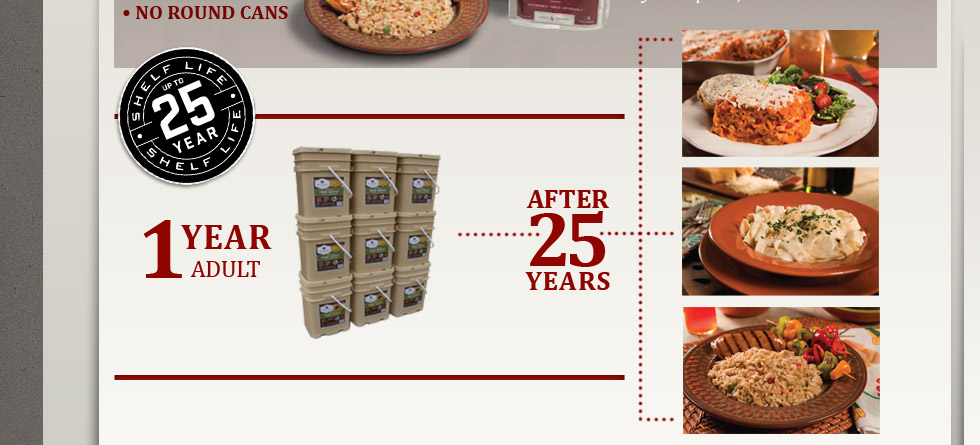 • NO ROUND CANS
SHELF LIFE
UP TO
25
YEAR
SHELF LIFE
1 YEAR
ADULT
AFTER
25
YEARS